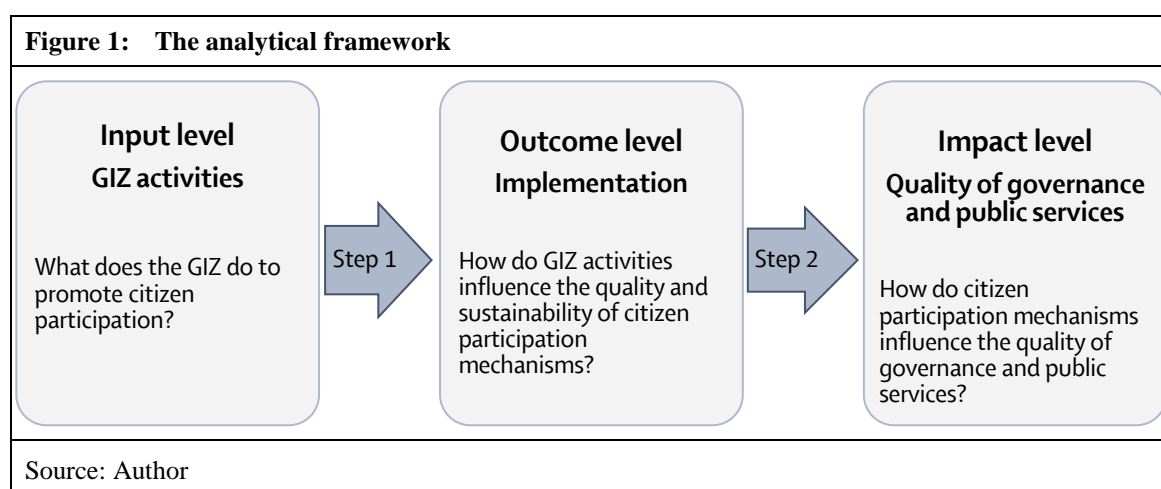 Figure 1: The analytical framework
Input level
GIZ activities
What does the GIZ do to
promote citizen
participation?
Step 1
Outcome level
Implementation
How do GIZ activities
influence the quality and
sustainability of citizen
participation
mechanisms?
Step 2
Impact level
Quality of governance
and public services
How do citizen
participation mechanisms
influence the quality of
governance and public
services?
Source: Author